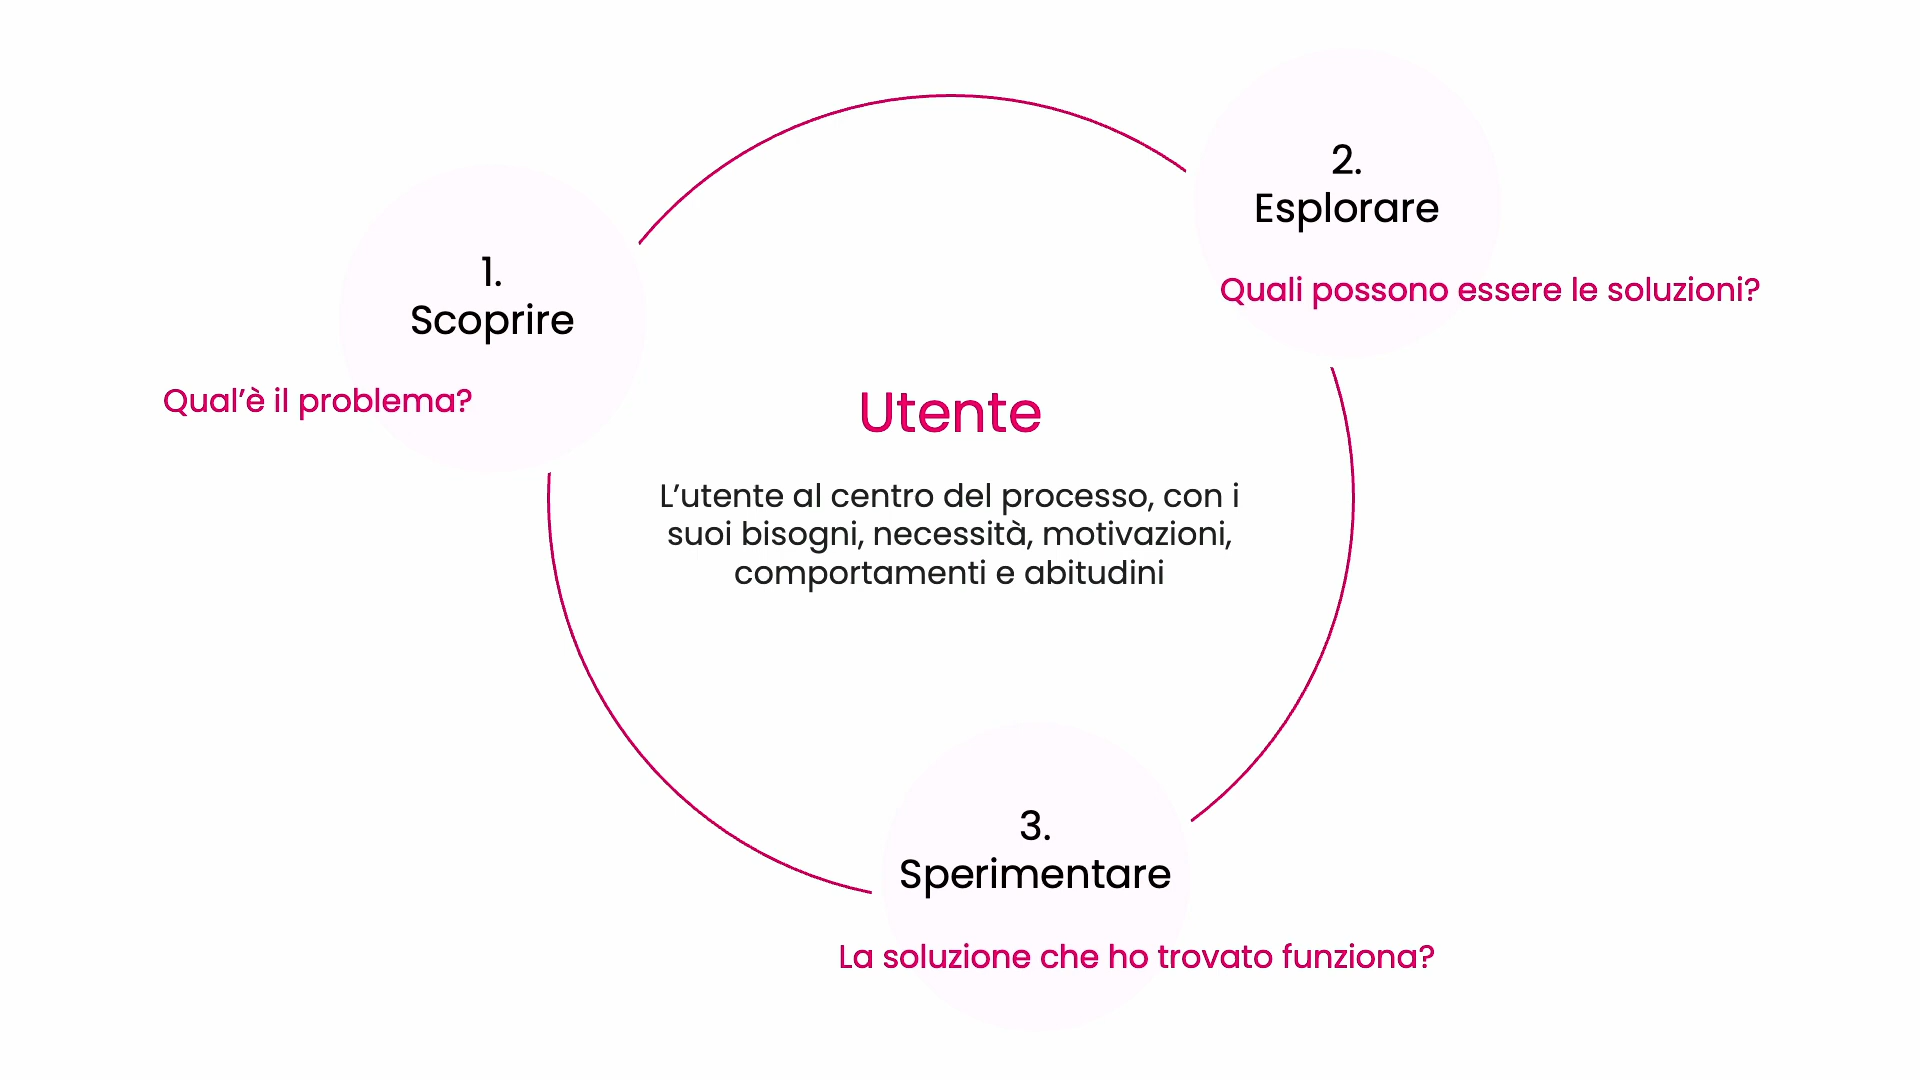 1.
Scoprire
Qual’è il problema?
2.
Esplorare
Quali possono essere le soluzioni?
Utente
L’utente al centro del processo, con i
suoi bisogni, necessità, motivazioni,
comportamenti e abitudini
3.
Sperimentare
La soluzione che ho trovato funziona?